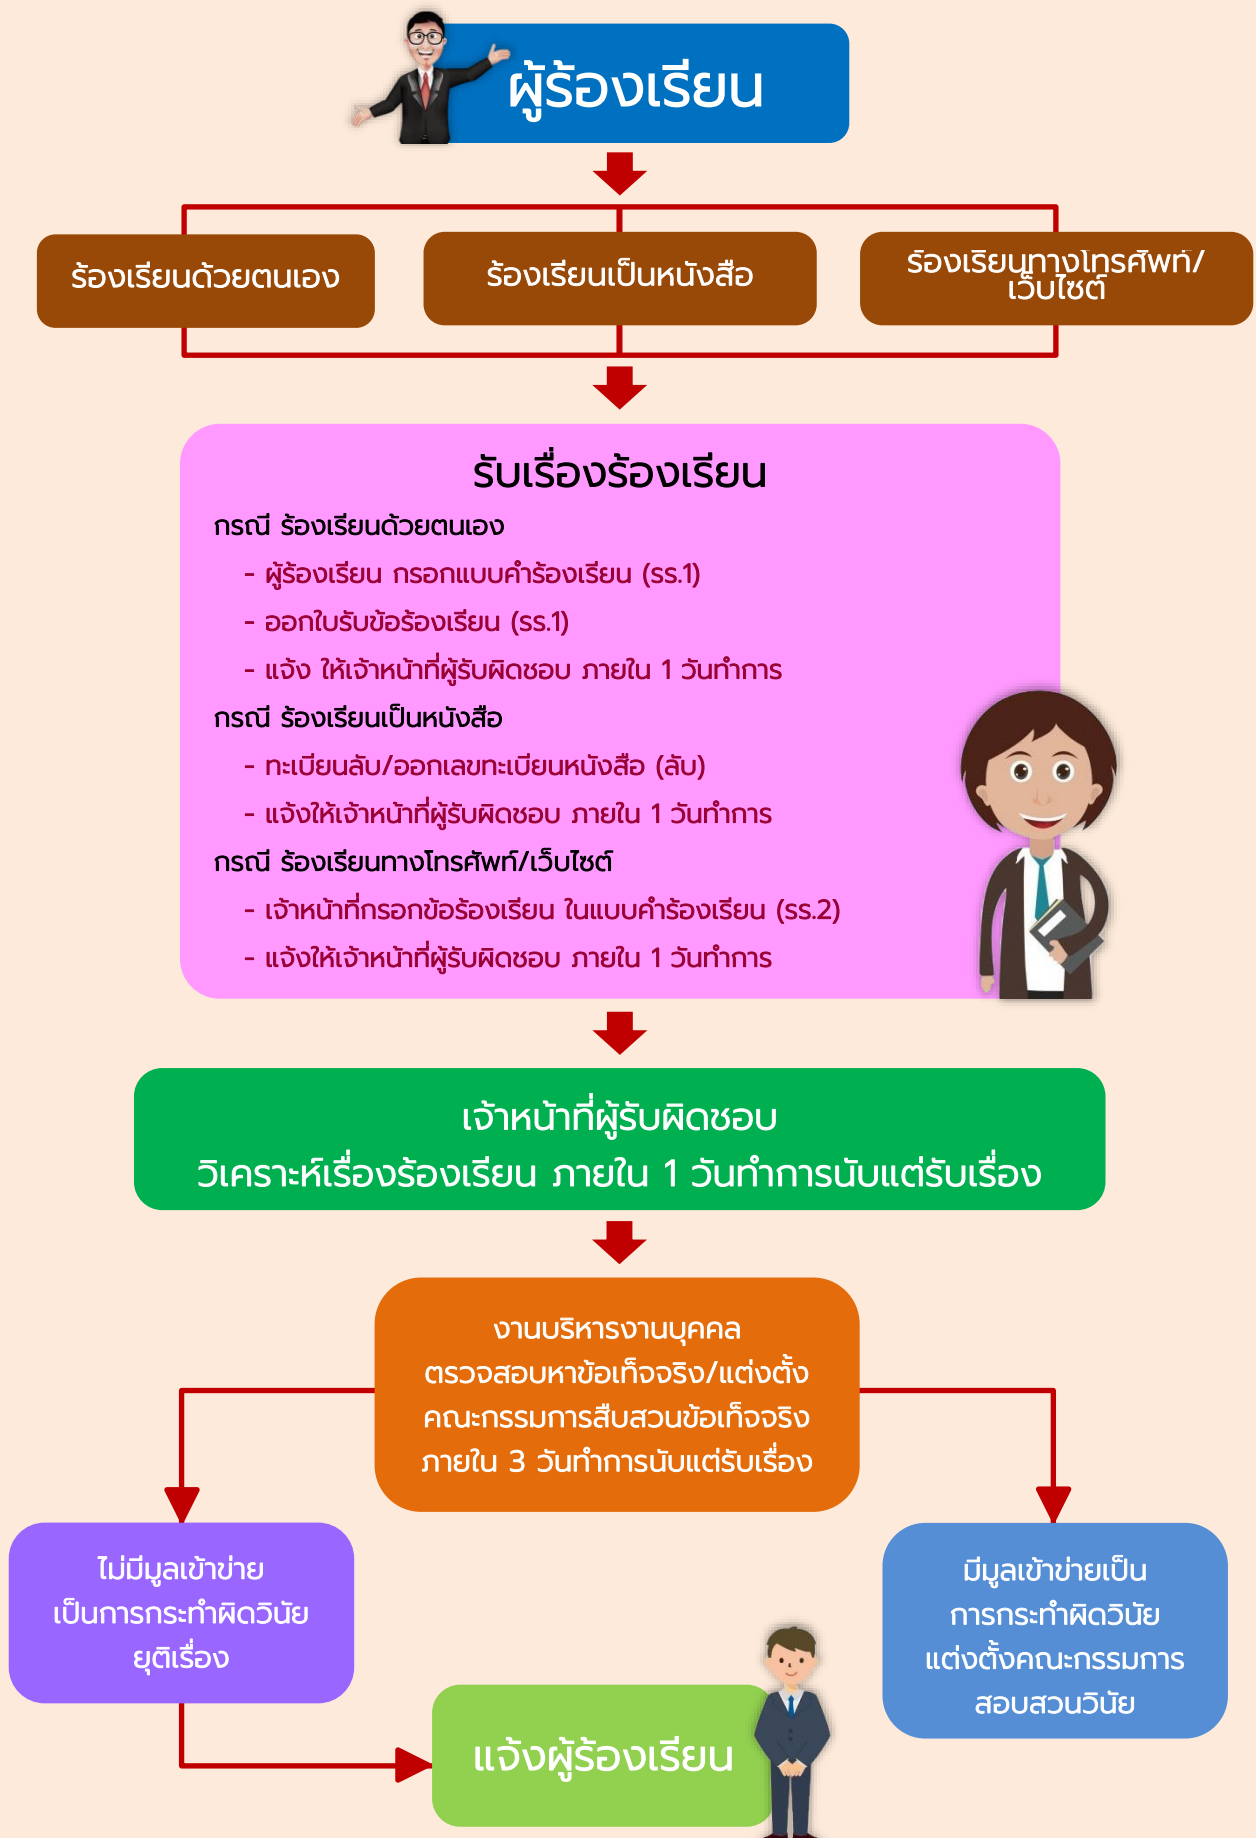 ผู้ร้องเรียน
ร้องเรียนด้วยตนเอง
ร้องเรียนเป็นหนังสือ
ร้องเรียนทางโทรศัพท์/
เว็บไซต์
รับเรื่องร้องเรียน
กรณี ร้องเรียนด้วยตนเอง
- ผู้ร้องเรียน กรอกแบบคำร้องเรียน (รร.1)
- ออกใบรับข้อร้องเรียน (รร.1)
- แจ้ง ให้เจ้าหน้าที่ผู้รับผิดชอบ ภายใน 1 วันทำการ
กรณี ร้องเรียนเป็นหนังสือ
- ทะเบียนลับ/ออกเลขทะเบียนหนังสือ (ลับ)
- แจ้งให้เจ้าหน้าที่ผู้รับผิดชอบ ภายใน 1 วันทำการ
กรณี ร้องเรียนทางโทรศัพท์/เว็บไซต์
- เจ้าหน้าที่กรอกข้อร้องเรียน ในแบบคำร้องเรียน (รร.2)
- แจ้งให้เจ้าหน้าที่ผู้รับผิดชอบ ภายใน 1 วันทำการ
เจ้าหน้าที่ผู้รับผิดชอบ
วิเคราะห์เรื่องร้องเรียน ภายใน 1 วันทำการนับแต่รับเรื่อง
งานบริหารงานบุคคล
ตรวจสอบหาข้อเท็จจริง/แต่งตั้ง
คณะกรรมการสืบสวนข้อเท็จจริง
ภายใน 3 วันทำการนับแต่รับเรื่อง
ไม่มีมูลเข้าข่าย
เป็นการกระทำผิดวินัย
ยุติเรื่อง
มีมูลเข้าข่ายเป็น
การกระทำผิดวินัย
แต่งตั้งคณะกรรมการ
สอบสวนวินัย
แจ้งผู้ร้องเรียน